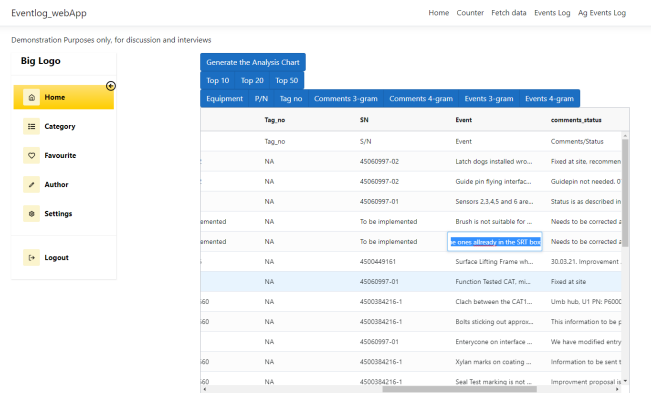 Eventlog_webApp
Home Counter Fetch data Events Log Ag Events Log
Demonstration Purposes only, for discussion and interviews
Big Logo
Home
Category
Favourite
Author
Settings
Logout
Generate the Analysis Chart
Top 10 Top 20 Top 50
Equipment P/N Tag no Comments 3-gram Comments 4-gram Events 3-gram Events 4-gram
Tag_no SN Event comments_status
Tag_no S/N Event Comments/Status
NA 45060997-02 Latch dogs installed wro... Fixed at site, recommen
NA 45060997-02 Guide pin flying interfac... Guidepin not needed. 0
NA 45060997-01 Sensors 2,3,4,5 and 6 are... Status is as described in
emented NA To be implemented Brush is not suitable for ... Needs to be corrected a
emented NA To be implemented e ones allready in the SRT box Needs to be corrected a
NA 4500449161 Surface Lifting Frame wh... 30.03.21. Improvement
NA 45060997-01 Function Tested CAT, mi... Fixed at site
60 NA 4500384216-1 Clach between the CAT1... Umb hub, U1 PN: P6000
60 NA 4500384216-1 Bolts sticking out approx... This information to be p
NA 45060997-01 Enterycone on interface ... We have modified entry
60 NA 4500384216-1 Xylan marks on coating ... Information to be sent t
60 NA 4500384216-1 Seal Test marking is not ... Improvment proposal is